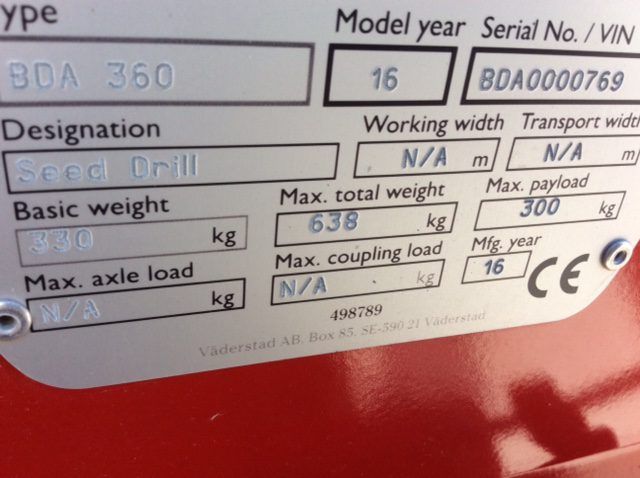 ype Model year Serial No. / VIN
BDA 360 16 BDA0000769
Designation Working width Transport width
Seed Drill N/A m N/A m
Basic weight Max. total weight Max. payload
330 kg 638 kg 300 kg
Max. axle load Max. coupling load Mfg. year
N/A kg N/A kg 16 CE
498789
Väderstad AB, Box 85, SE-590 21 Väderstad